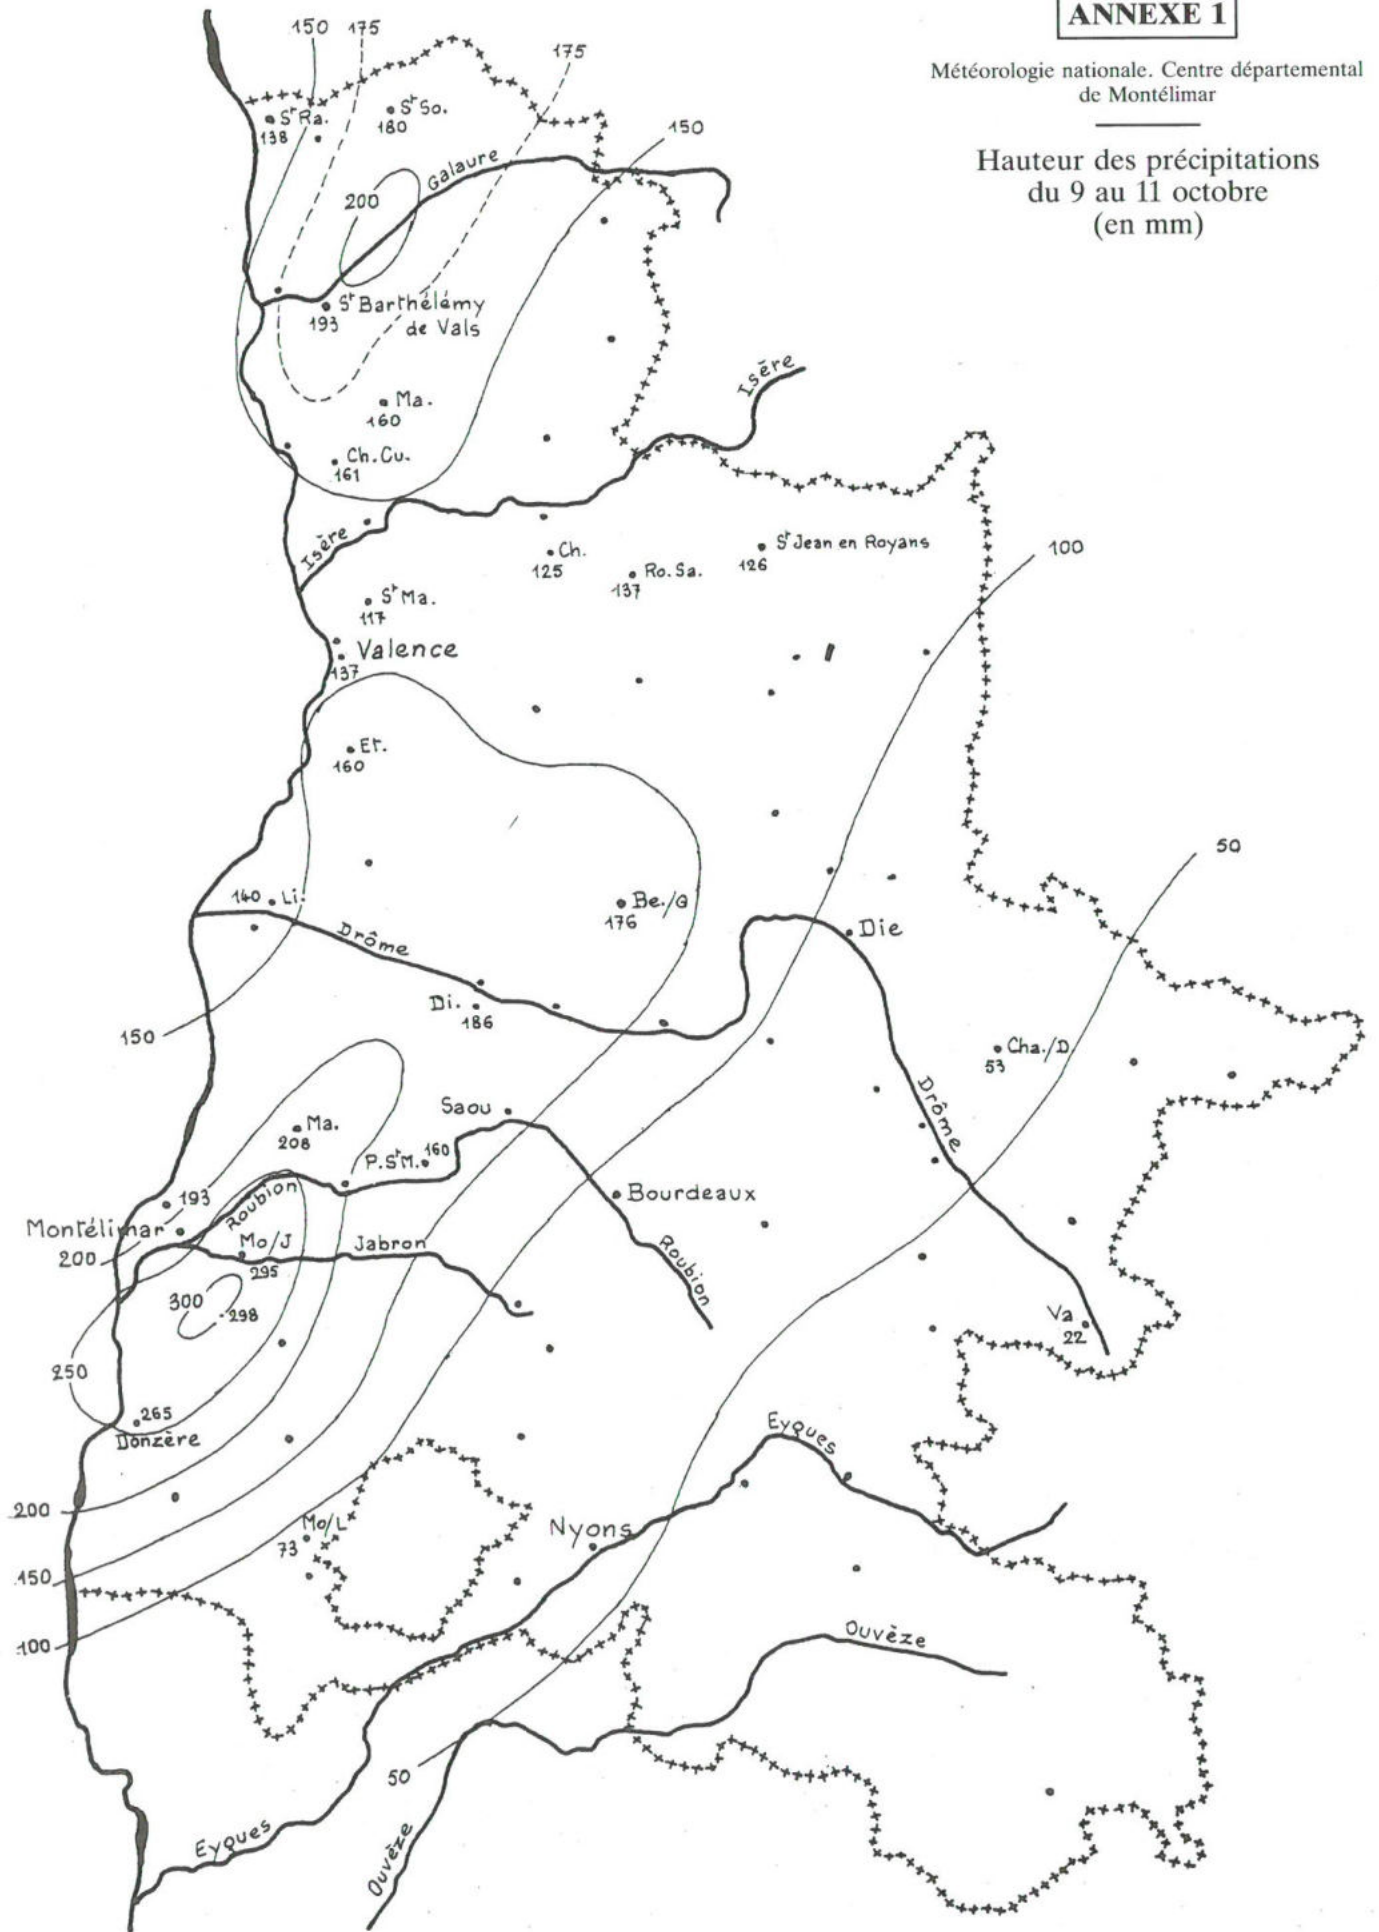 ANNEXE 1
Météorologie nationale. Centre départemental
de Montélimar
Hauteur des précipitations
du 9 au 11 octobre
(en mm)
150
175
175
150
St Ra.
138
St So.
180
Galaure
200
St Barthélémy
de Vals
193
Isère
Ma.
160
Ch. Cu.
161
Isère
Ch.
125
Ro. Sa.
137
St Jean en Royans
126
100
St Ma.
117
Valence
137
Et.
160
50
140 Li.
Drôme
Be./G
176
Die
Di.
186
150
Cha./D.
53
Drôme
Saou
Ma.
208
P. St M. 160
193
Roubion
Bourdeaux
Montélimar
200
Mo/J
295
Jabron
Roubion
300
298
Va
22
250
265
Donzère
Eyques
200
Mo/L
73
Nyons
150
100
Ouvèze
50
Eyques
Ouvèze